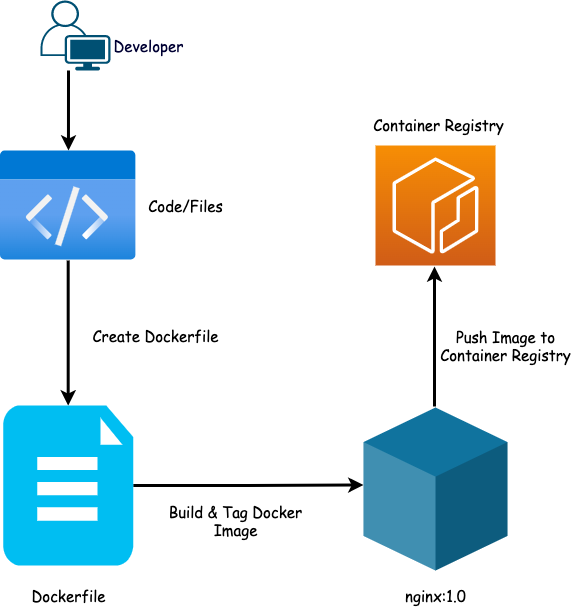 Developer
Container Registry
Code/Files
Create Dockerfile
Push Image to
Container Registry
Build & Tag Docker
Image
Dockerfile
nginx:1.0